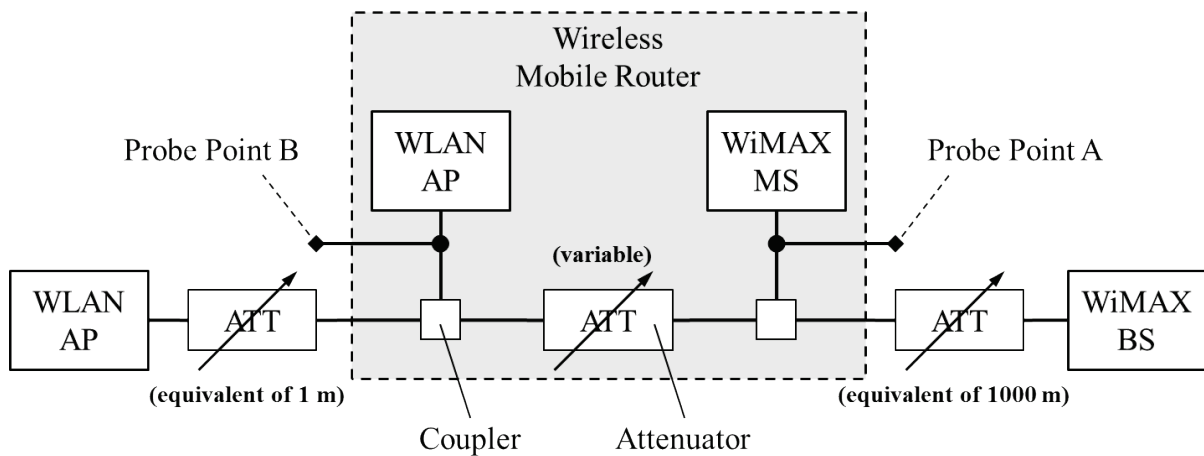 Wireless
Mobile Router
Probe Point B
WLAN
AP
WiMAX
MS
Probe Point A
(variable)
WLAN
AP
ATT
ATT
ATT
WiMAX
BS
(equivalent of 1 m)
(equivalent of 1000 m)
Coupler
Attenuator